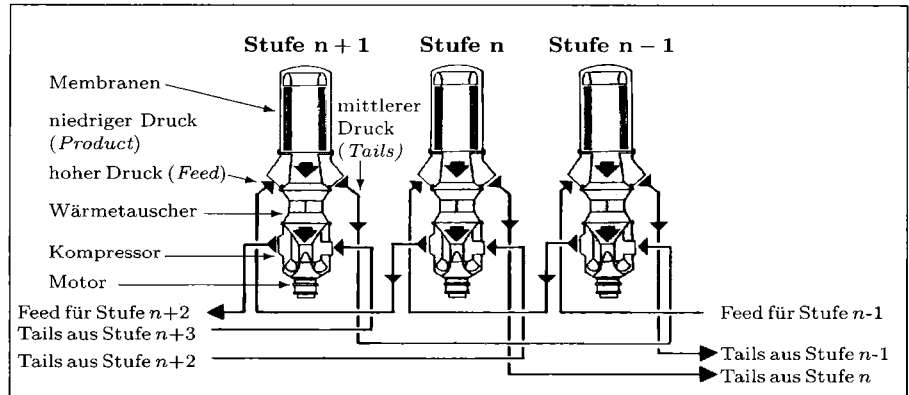 Stufe n + 1 Stufe n Stufe n − 1
Membranen
mittlerer
Druck
(Tails)
niedriger Druck
(Product)
hoher Druck (Feed)
Wärmetauscher
Kompressor
Motor
Feed für Stufe n+2
Tails aus Stufe n+3
Tails aus Stufe n+2
Feed für Stufe n-1
Tails aus Stufe n-1
Tails aus Stufe n